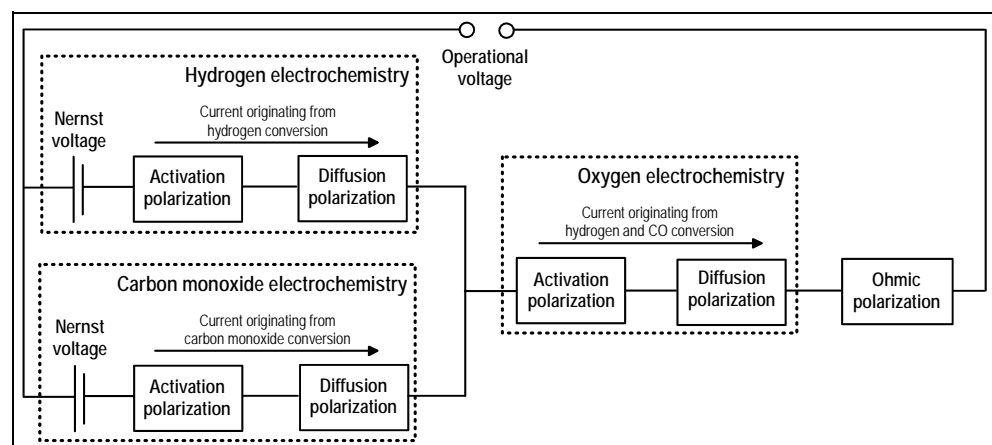 Operational
voltage
Hydrogen electrochemistry
Nernst
voltage
Current originating from
hydrogen conversion
Activation
polarization
Diffusion
polarization
Carbon monoxide electrochemistry
Nernst
voltage
Current originating from
carbon monoxide conversion
Activation
polarization
Diffusion
polarization
Oxygen electrochemistry
Current originating from
hydrogen and CO conversion
Activation
polarization
Diffusion
polarization
Ohmic
polarization